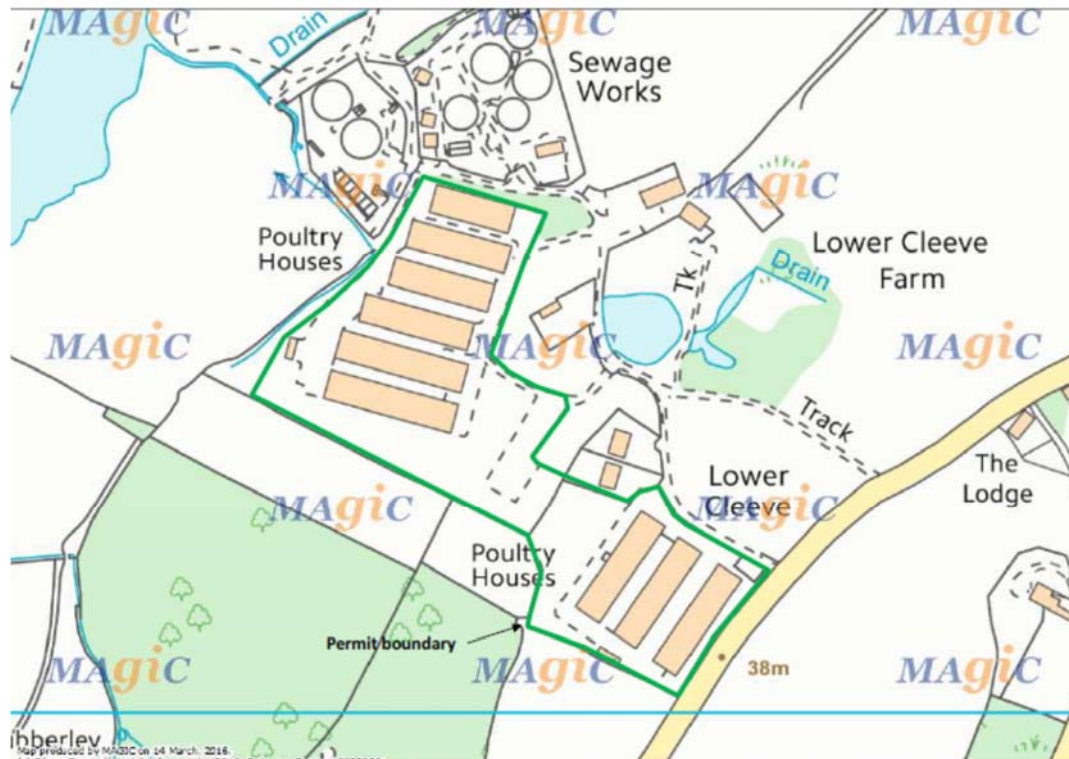 MAgiC MAgiC MAgiC
Drain
Sewage
Works
MAgiC MAgiC
Poultry
Houses
Lower Cleeve
Farm
Drain
Tk
MAgiC MAgiC MAgiC
Track
The
Lodge
Lower
Cleeve
MAgiC MAgiC
Poultry
Houses
Permit boundary
38m
MAgiC MAgiC MAgiC
ibberley
Map produced by MAGIC on 14 March, 2016.